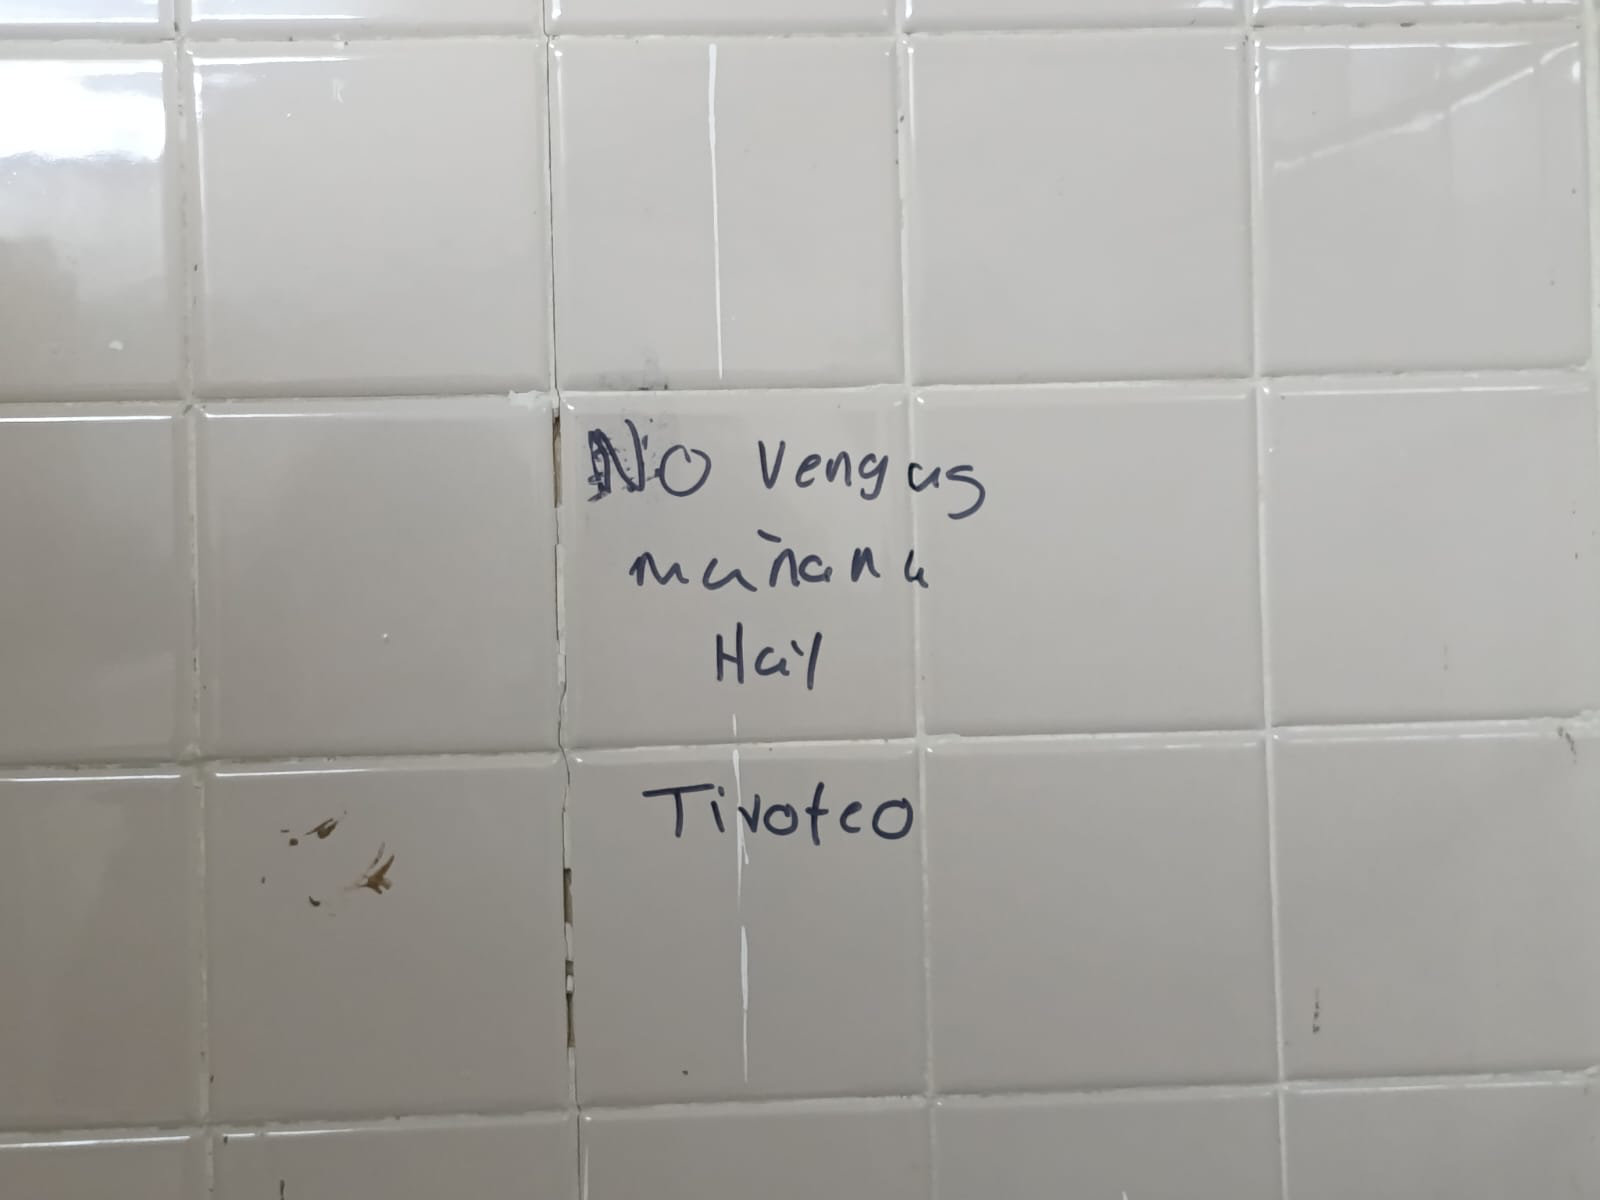 No vengas
mañana
Hay
Tiroteo